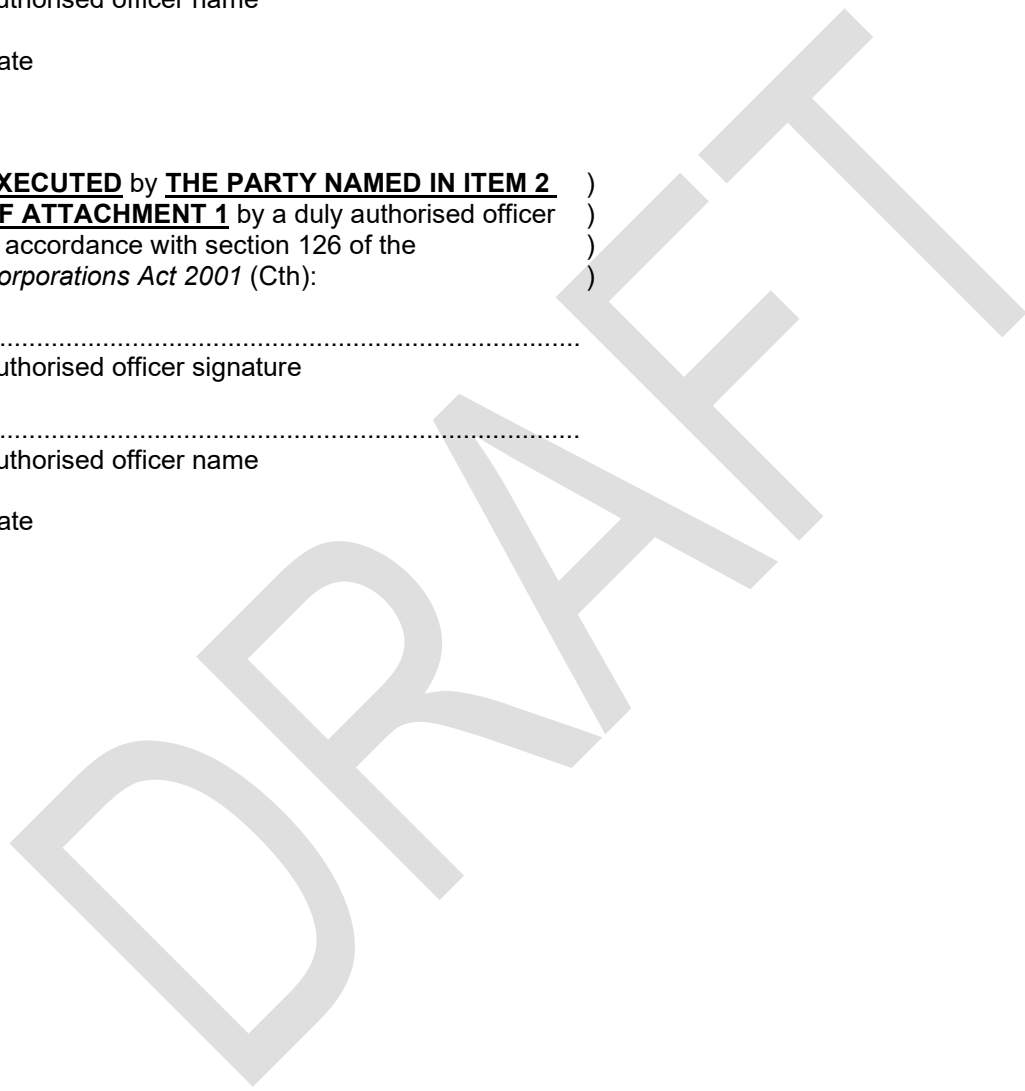 uthorised officer name
ate
XECUTED by THE PARTY NAMED IN ITEM 2 )
F ATTACHMENT 1 by a duly authorised officer )
accordance with section 126 of the )
orporations Act 2001 (Cth): )
................................................................................
uthorised officer signature
................................................................................
uthorised officer name
ate
DRAFT